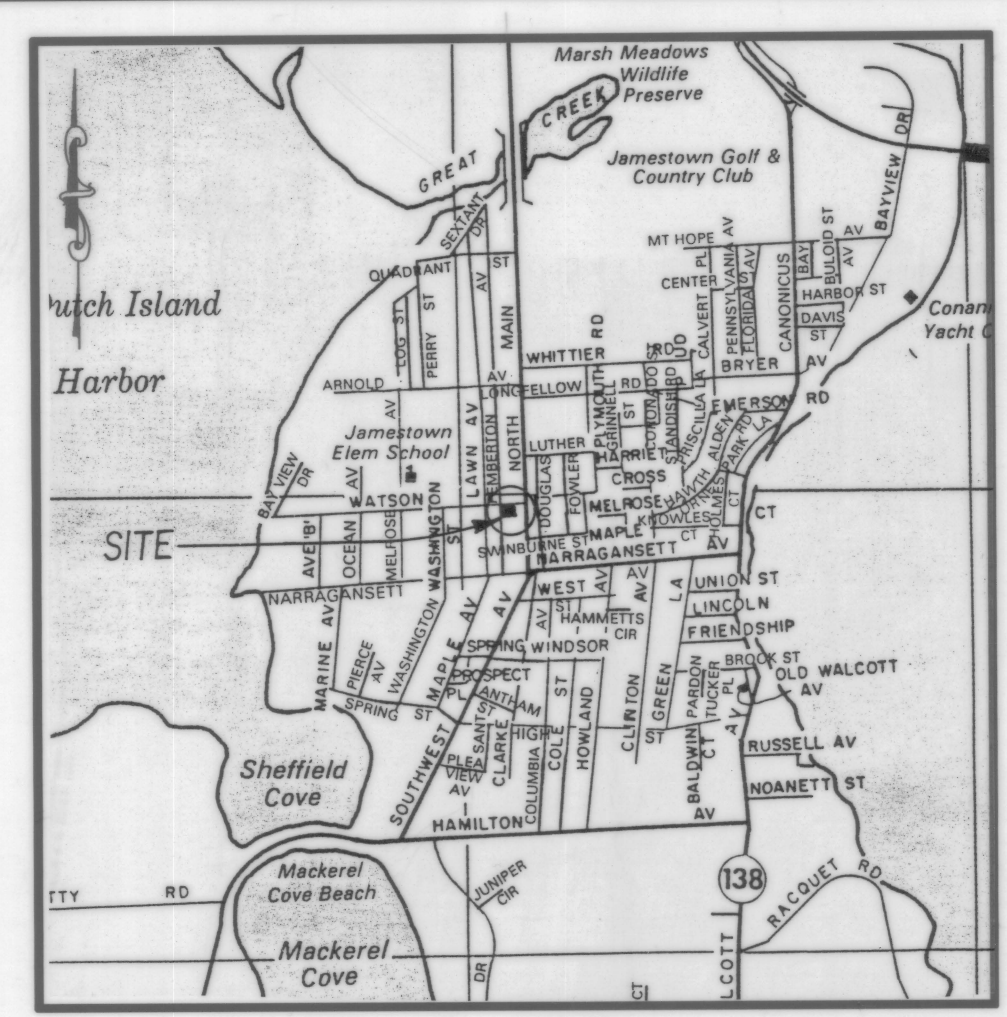 Marsh Meadows
Wildlife
Preserve
CREEK
GREAT
Jamestown Golf &
Country Club
BAYVIEW DR
SEXTANT DR
MT HOPE AV
QUADRANT ST
CENTER PL
PENNSYLVANIA AV
FLORIDA
S AV
CANONICUS
BAY
BULOID ST
AV
HARBOR ST
DAVIS ST
utch Island
Harbor
Conani
Yacht C
LOG ST
PERRY ST
AV
MAIN
NORTH
WHITTIER RD
CALVERT
BRYER AV
ARNOLD AV
LONGFELLOW RD
PLYMOUTH RD
GRINNELL ST
CORONADO ST
STANDISH RD
PRISCILLA LA
EMERSON RD
ALDEN
PARK RD
LA
Jamestown
Elem School
AV
LAWN AV
PEMBERTON
LUTHER
HARRIET
CROSS
DOUGLAS
FOWLER
MELROSE
HAWTHORNE
HOLMES CT
BAY VIEW DR
WATSON
AV
KNOWLES CT
MAPLE
CT
SITE
AVE 'B'
OCEAN
MELROSE
WASHINGTON ST
SWINBURNE ST
NARRAGANSETT AV
NARRAGANSETT AV
WEST ST
AV
AV
AV
LA
UNION ST
LINCOLN
FRIENDSHIP
HAMMETTS CIR
MARINE AV
PIERCE AV
WASHINGTON
MAPLE AV
AV
SPRING
WINDSOR
AV
PROSPECT
PL
BROOK ST
OLD WALCOTT AV
SPRING ST
ANTHAM ST
HIGH ST
COLE ST
HOWLAND
CLINTON
GREEN
BALDWIN CT
PARDON
TUCKER PL
AV
SOUTHWEST
PLEASANT VIEW AV
CLARKE
COLUMBIA
RUSSELL AV
NOANETT ST
Sheffield
Cove
HAMILTON AV
Mackerel
Cove Beach
JUNIPER CIR
138
RACQUET RD
TTY RD
Mackerel
Cove
DR
CT
LCOTT